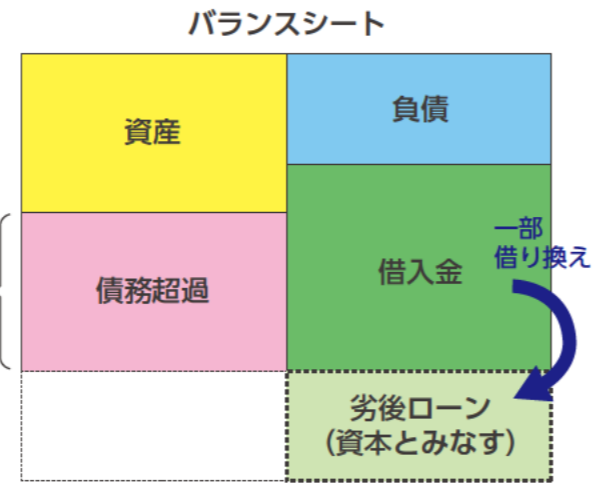 バランスシート
資産
負債
債務超過
借入金
一部
借り換え
劣後ローン
（資本とみなす）